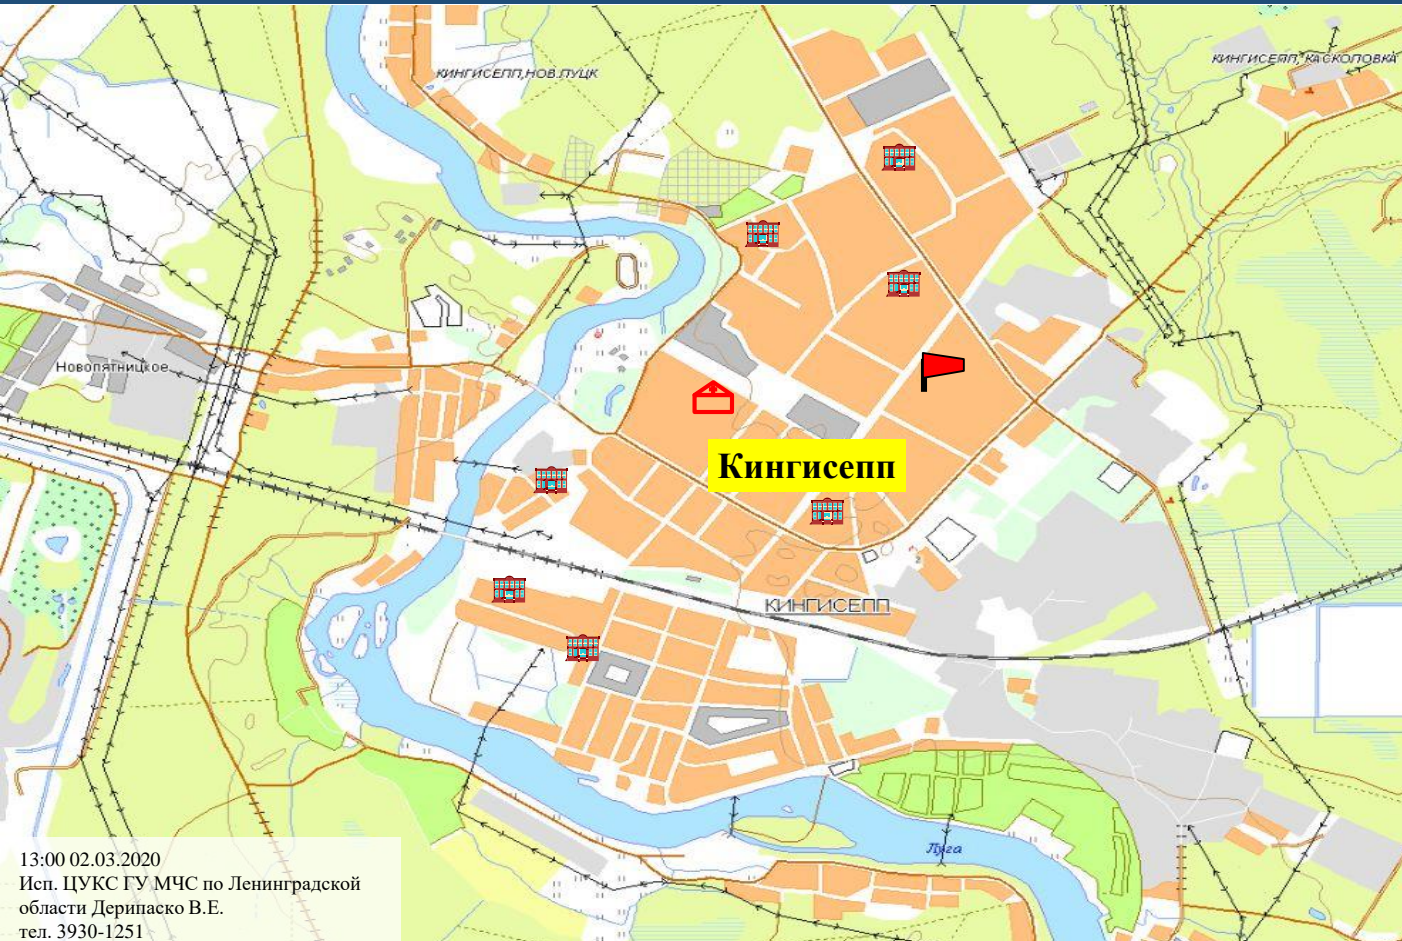 КИНГИСЕПП, НОВ.ЛУЦК
КИНГИСЕПП, КАСКОЛОВКА
Новопятницкое
Кингисепп
КИНГИСЕПП
Луга
13:00 02.03.2020
Исп. ЦУКС ГУ МЧС по Ленинградской
области Дерипаско В.Е.
тел. 3930-1251